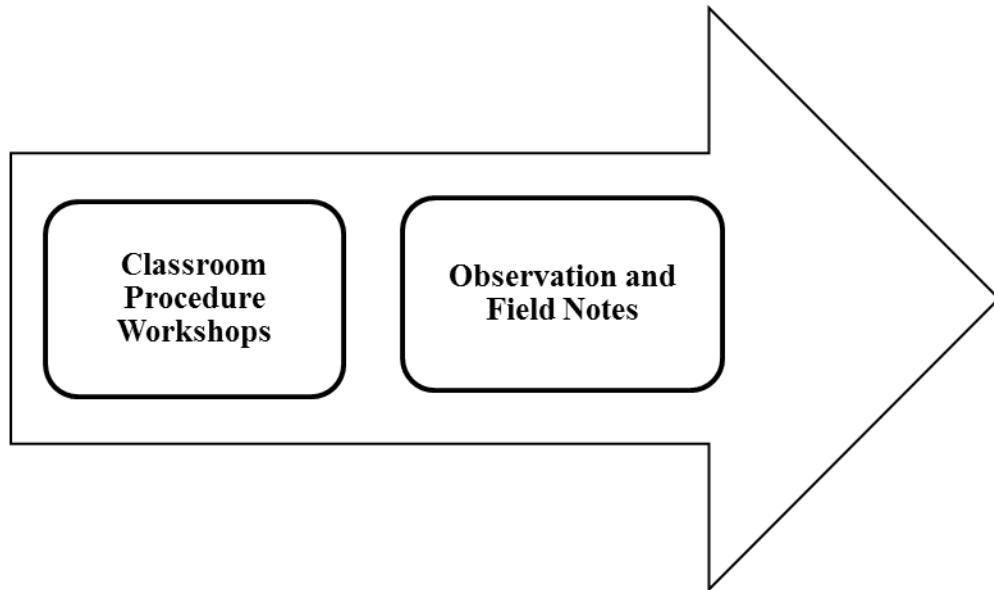 Classroom
Procedure
Workshops
Observation and
Field Notes